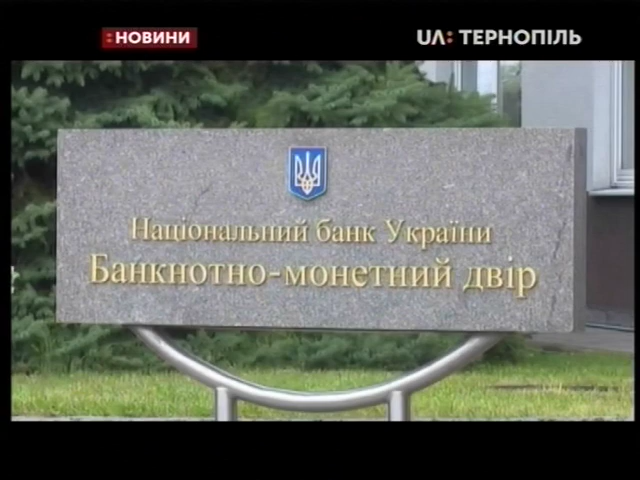 :НОВИНИ
UA: ТЕРНОПІЛЬ
Національний банк України
Банкнотно-монетний двір